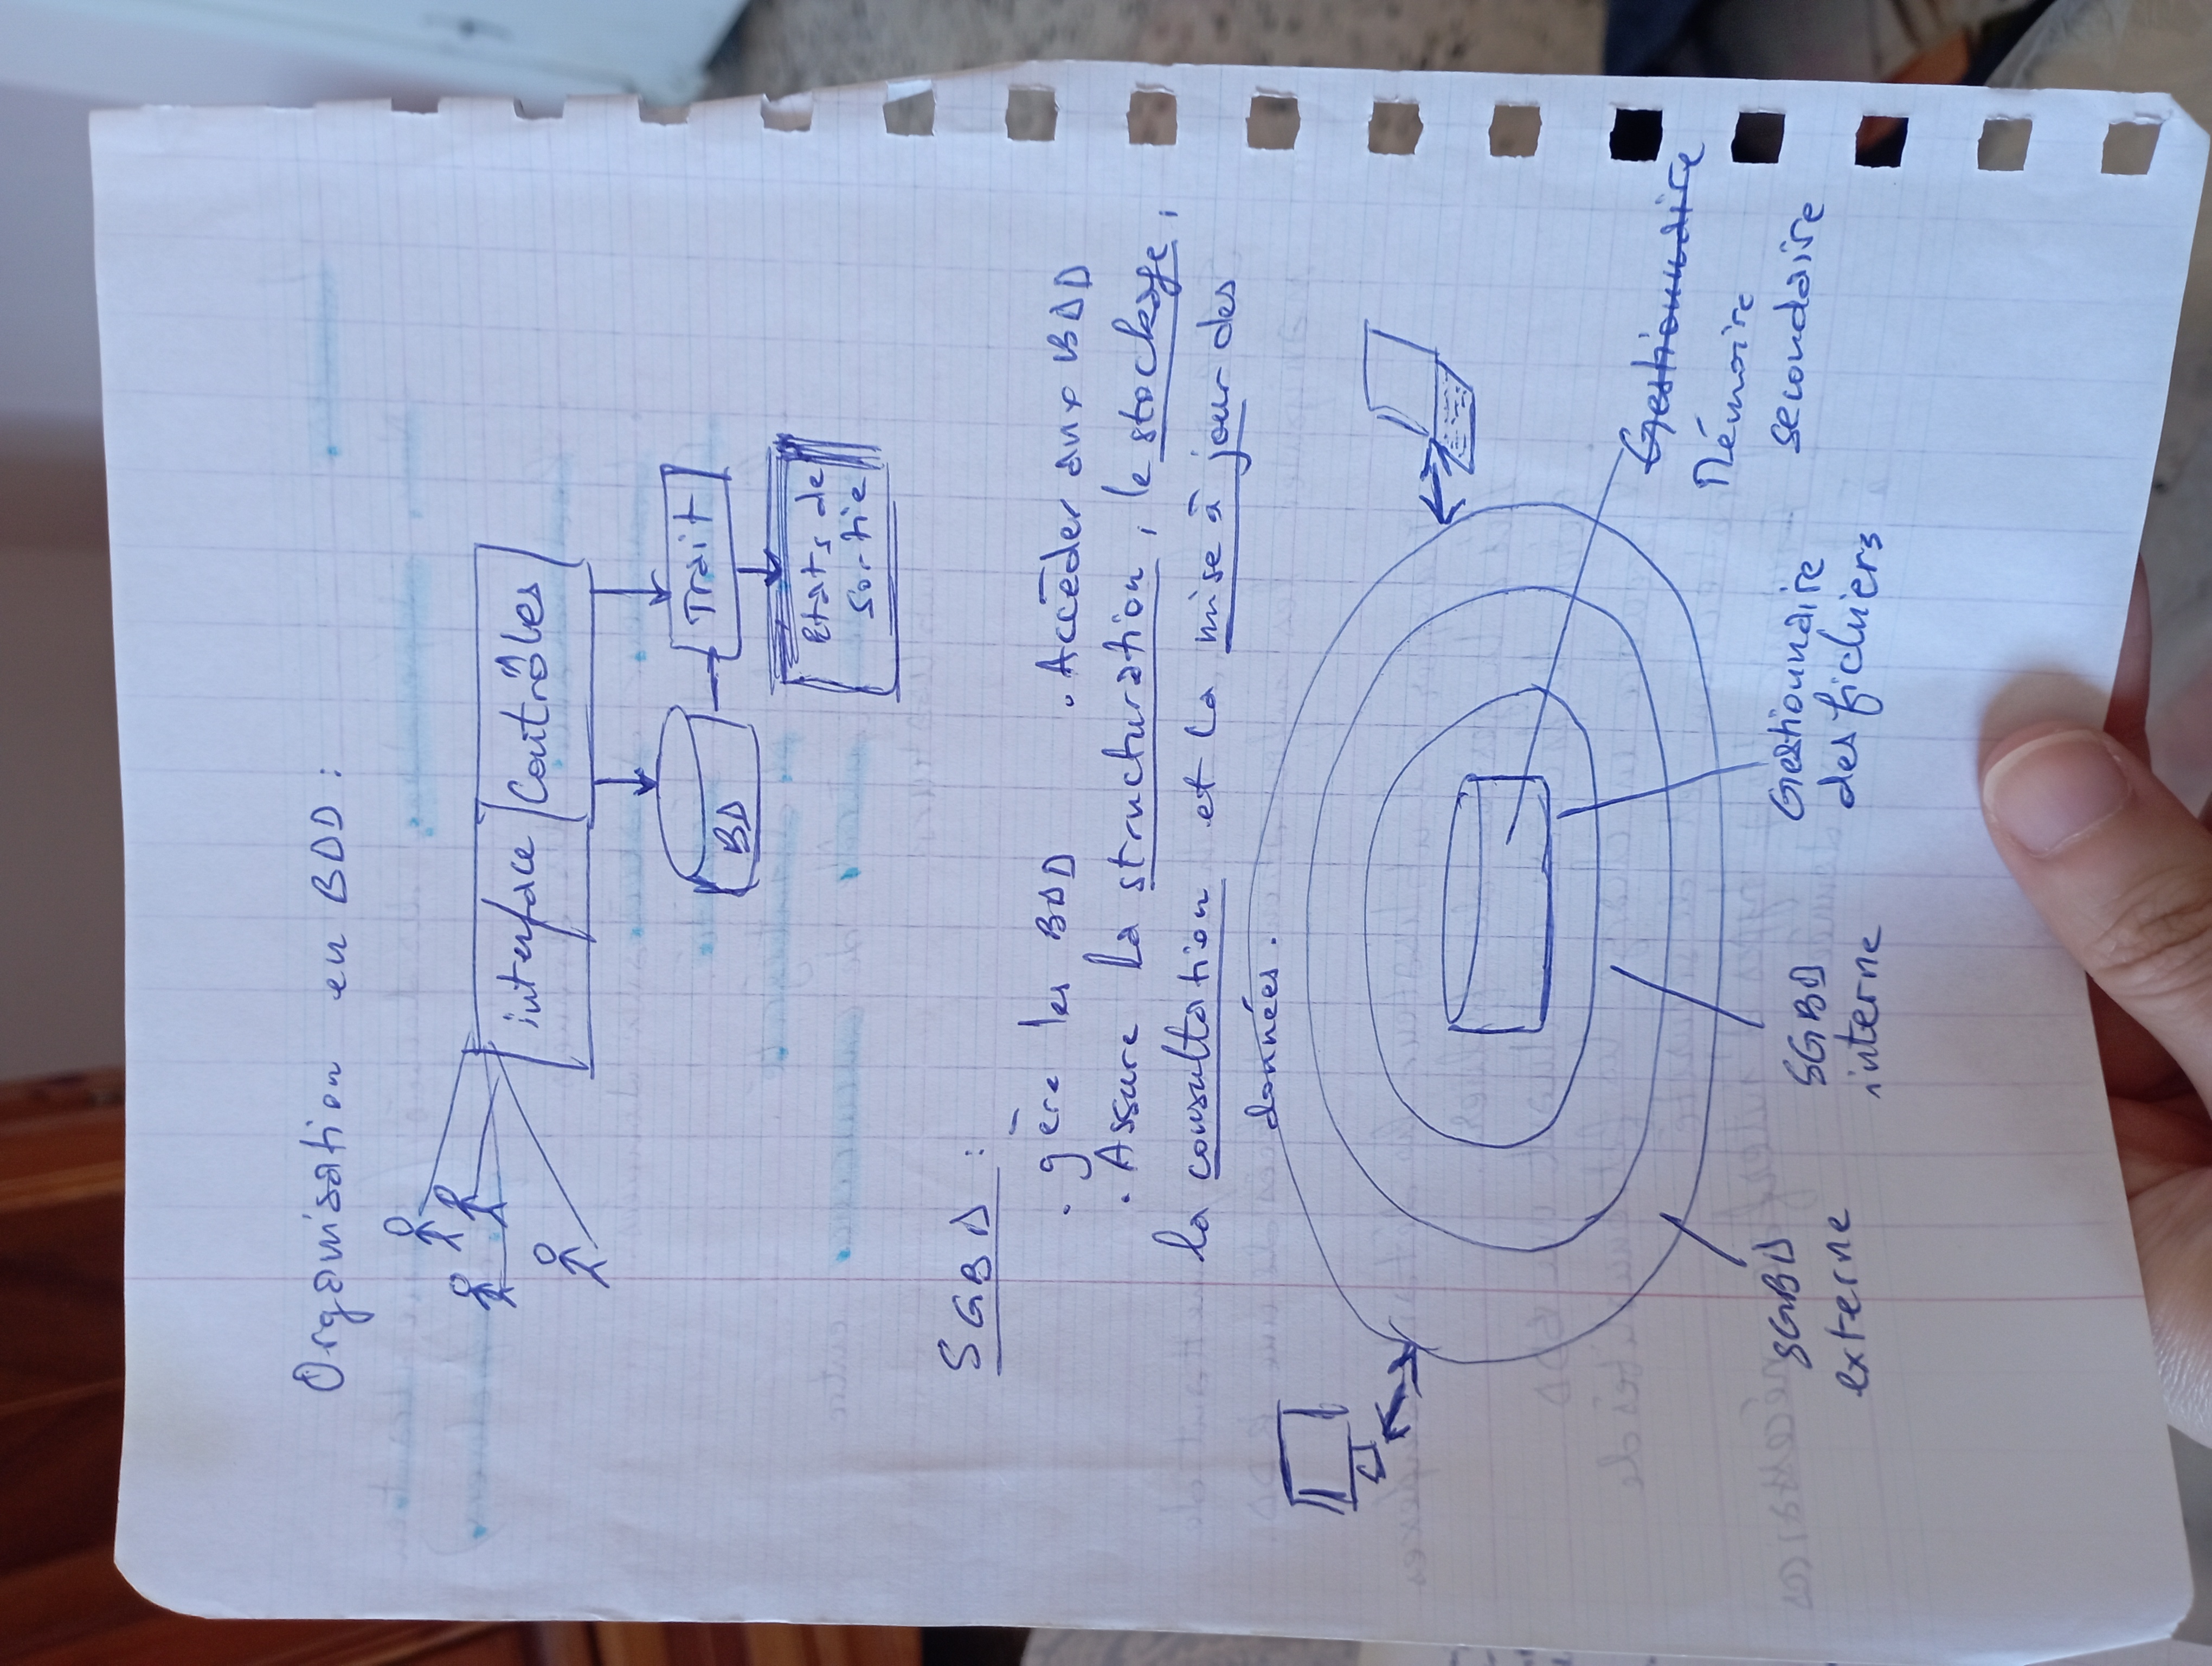 Organisation en BDD :
interface Contrôles
BD
Trait
Etats de
sortie
SGBD :
. gère les BDD . Accéder aux BDD
. Assure la structuration, le stockage,
la consultation et la mise à jour des
données.
Gestionnaire
Mémoire
secondaire
SGBD
externe
SGBD
interne
Gestionnaire
des fichiers